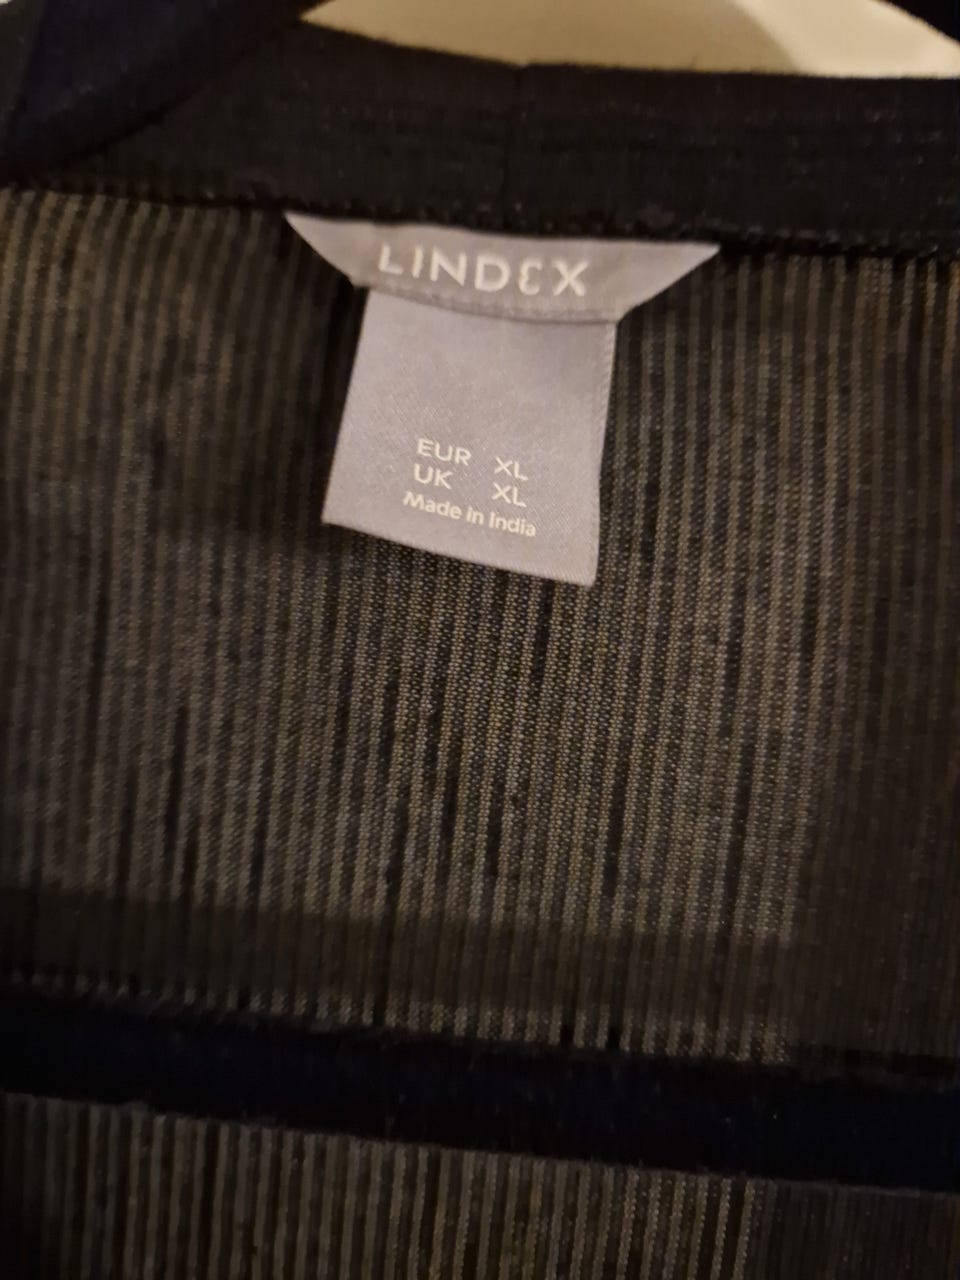 LINDEX
EUR XL
UK XL
Made in India